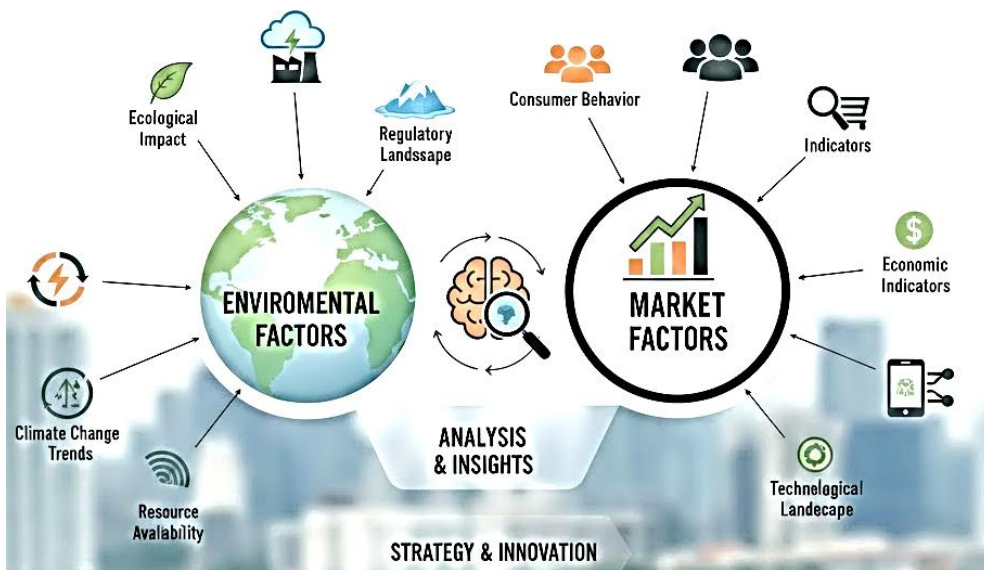 Ecological
Impact
Regulatory
Landssape
Consumer Behavior
Indicators
ENVIROMENTAL
FACTORS
MARKET
FACTORS
Economic
Indicators
Climate Change
Trends
Resource
Avalability
ANALYSIS
& INSIGHTS
Technological
Landecape
STRATEGY & INNOVATION